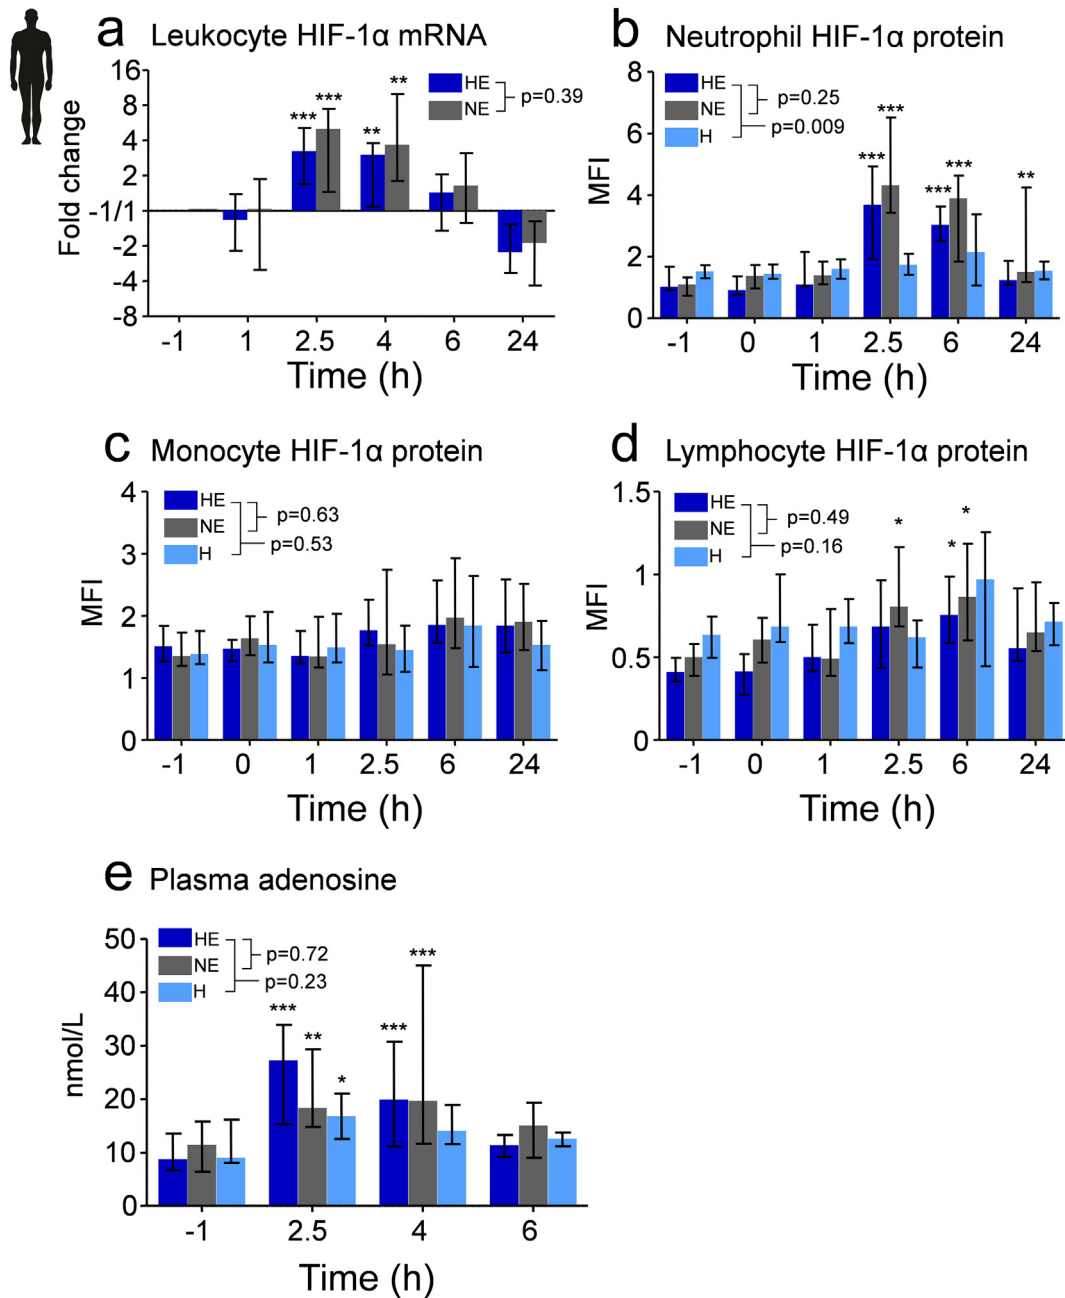 a Leukocyte HIF-1α mRNA
Fold change
16
8
4
2
-1/1
-2
-4
-8
*** *** ** **
HE
NE
p=0.39
-1 1 2.5 4 6 24
Time (h)
b Neutrophil HIF-1α protein
MFI
8
6
4
2
0
HE
NE
H
p=0.25
p=0.009
*** *** *** *** **
-1 0 1 2.5 6 24
Time (h)
c Monocyte HIF-1α protein
MFI
4
3
2
1
0
HE
NE
H
p=0.63
p=0.53
-1 0 1 2.5 6 24
Time (h)
d Lymphocyte HIF-1α protein
MFI
1.5
1
0.5
0
HE
NE
H
p=0.49
p=0.16
* * *
-1 0 1 2.5 6 24
Time (h)
e Plasma adenosine
nmol/L
50
40
30
20
10
0
HE
NE
H
p=0.72
p=0.23
*** ** * *** ***
-1 2.5 4 6
Time (h)